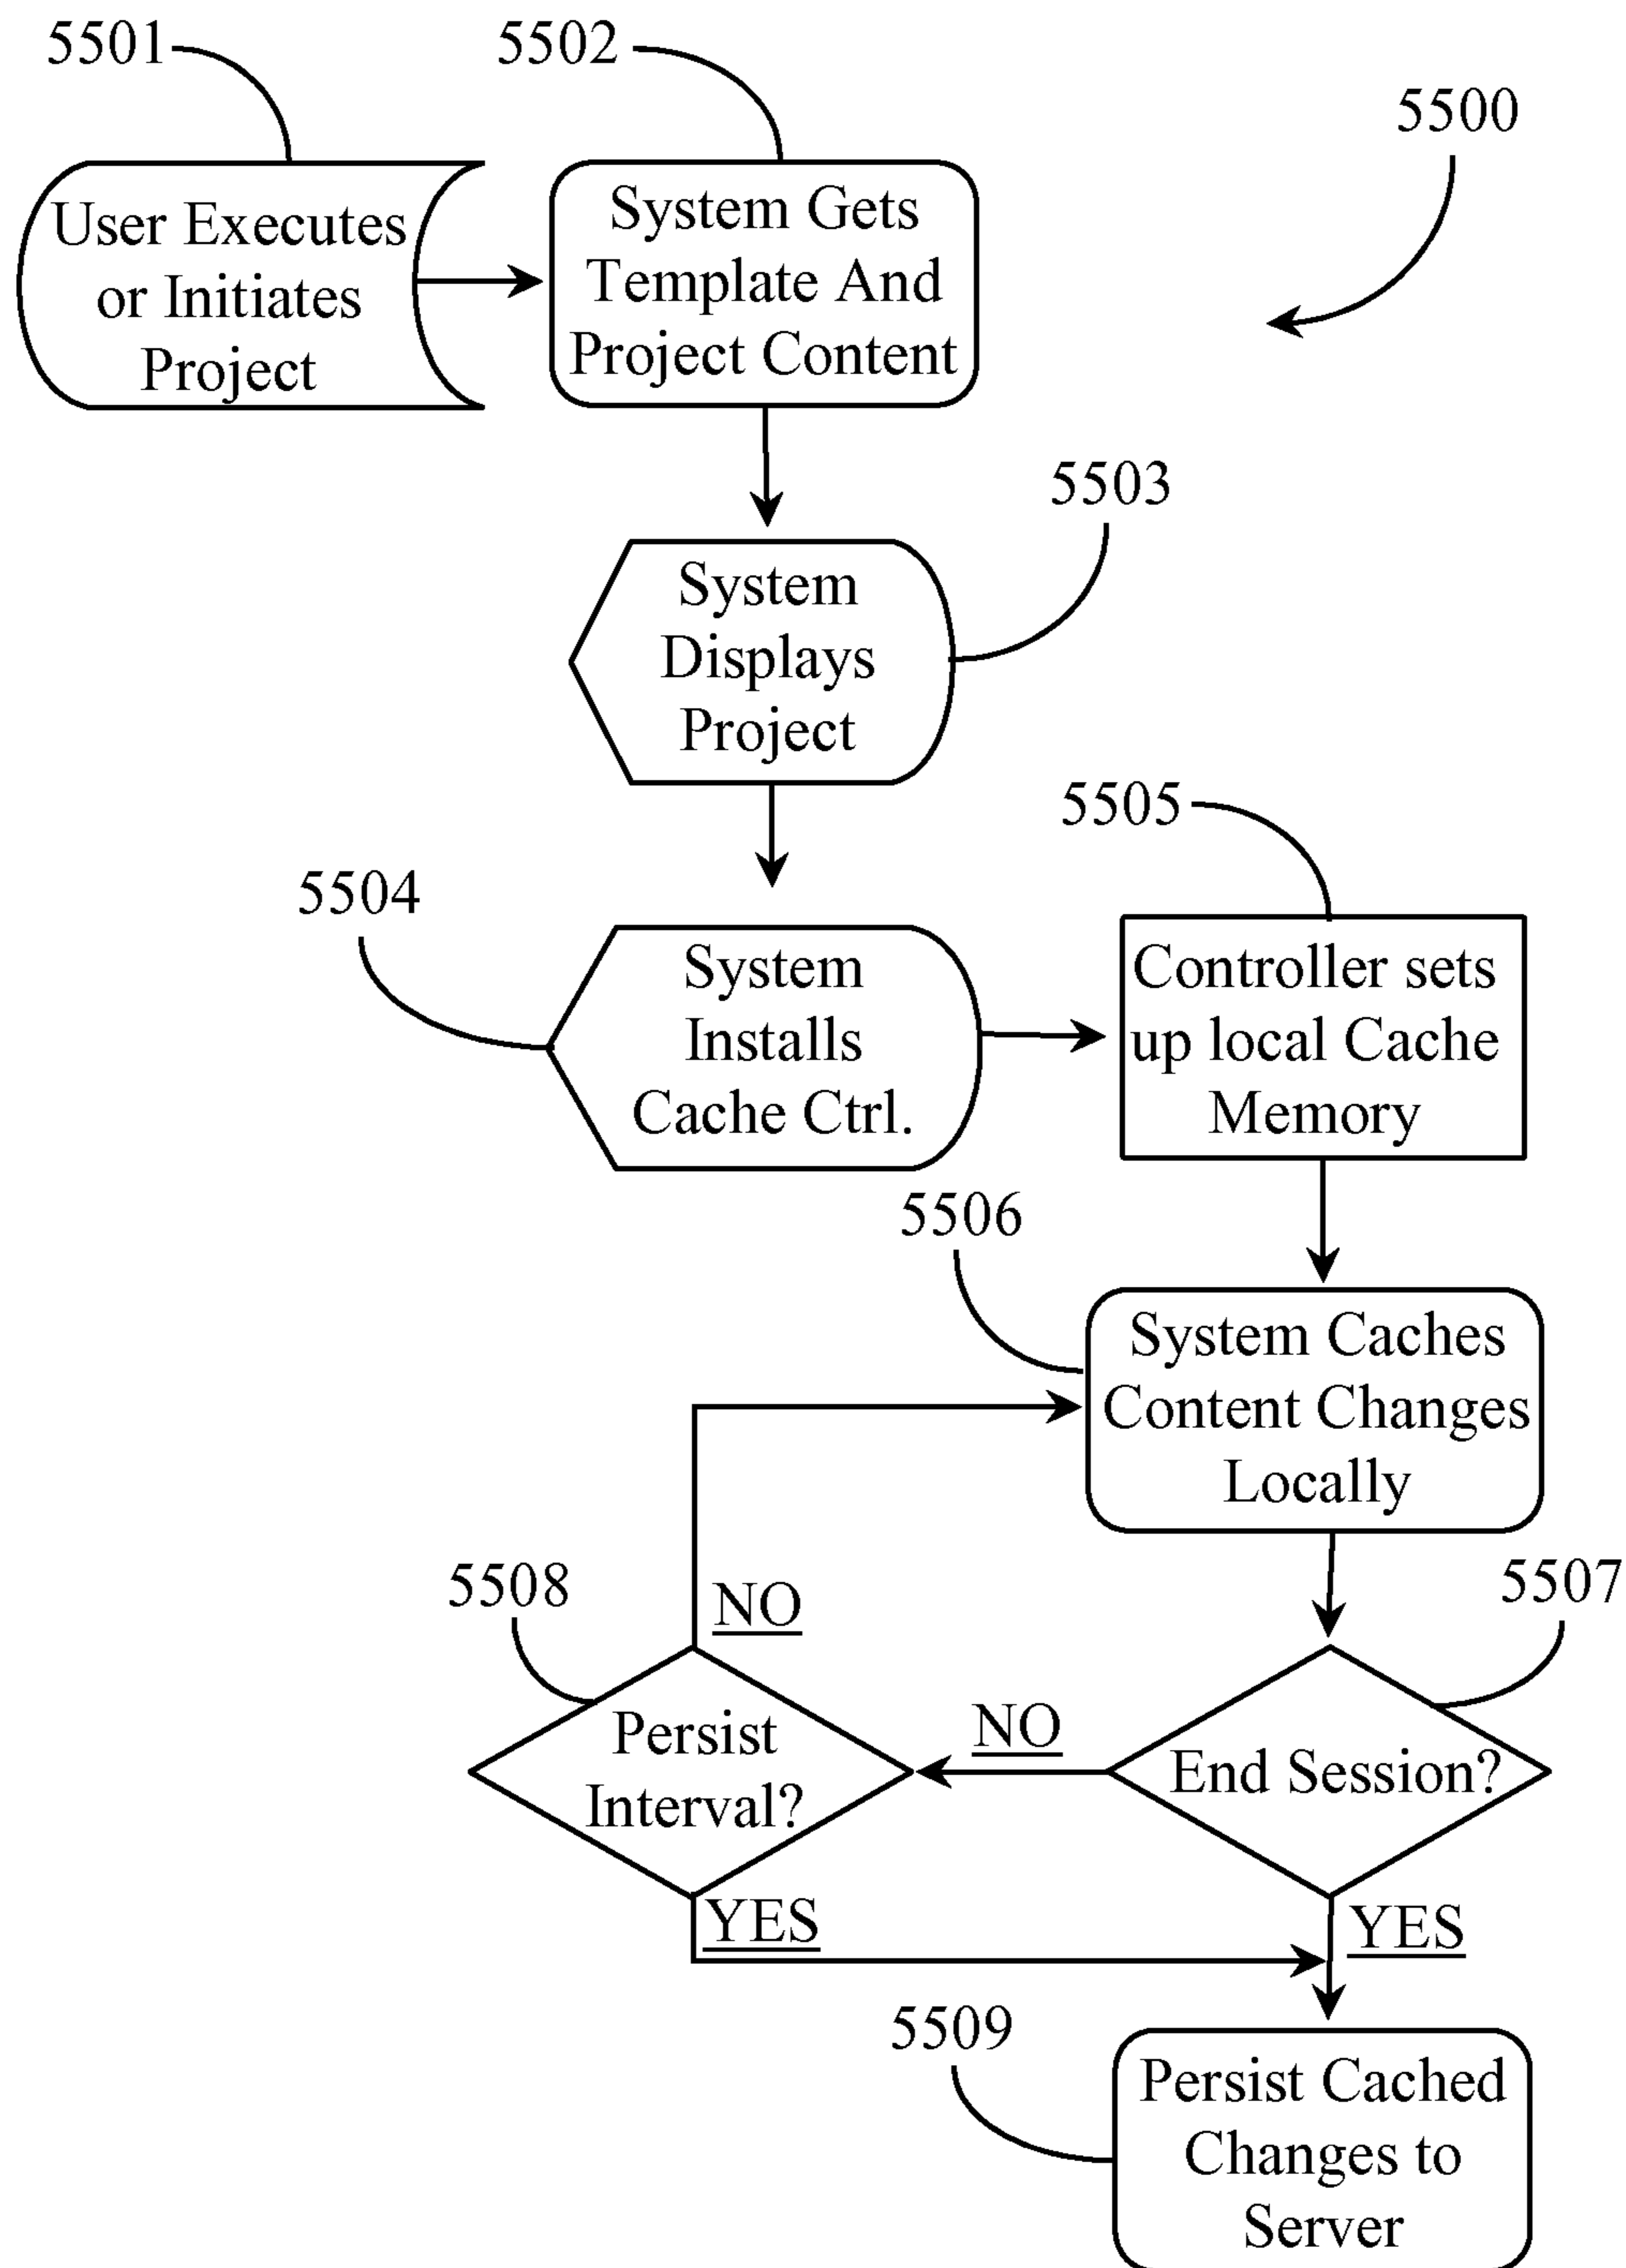 5501
5502
5500
User Executes
or Initiates
Project
System Gets
Template And
Project Content
5503
System
Displays
Project
5505
5504
System
Installs
Cache Ctrl.
Controller sets
up local Cache
Memory
5506
System Caches
Content Changes
Locally
5508
5507
NO
Persist
Interval?
NO
End Session?
YES
YES
5509
Persist Cached
Changes to
Server